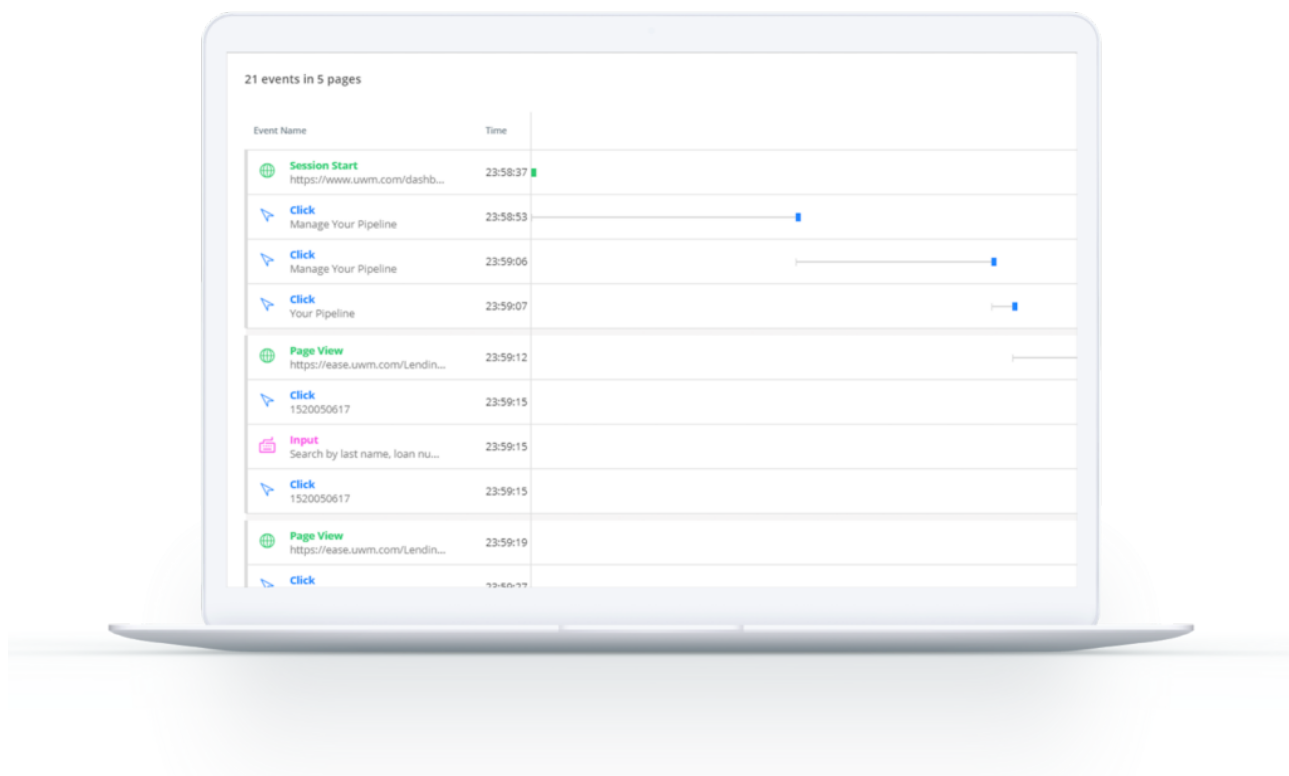 21 events in 5 pages
Event Name Time
Session Start
https://www.uwm.com/dashb...
23:58:37
Click
Manage Your Pipeline
23:58:53
Click
Manage Your Pipeline
23:59:06
Click
Your Pipeline
23:59:07
Page View
https://ease.uwm.com/Lendin...
23:59:12
Click
1520050617
23:59:15
Input
Search by last name, loan nu...
23:59:15
Click
1520050617
23:59:15
Page View
https://ease.uwm.com/Lendin...
23:59:19
Click
23:59:27